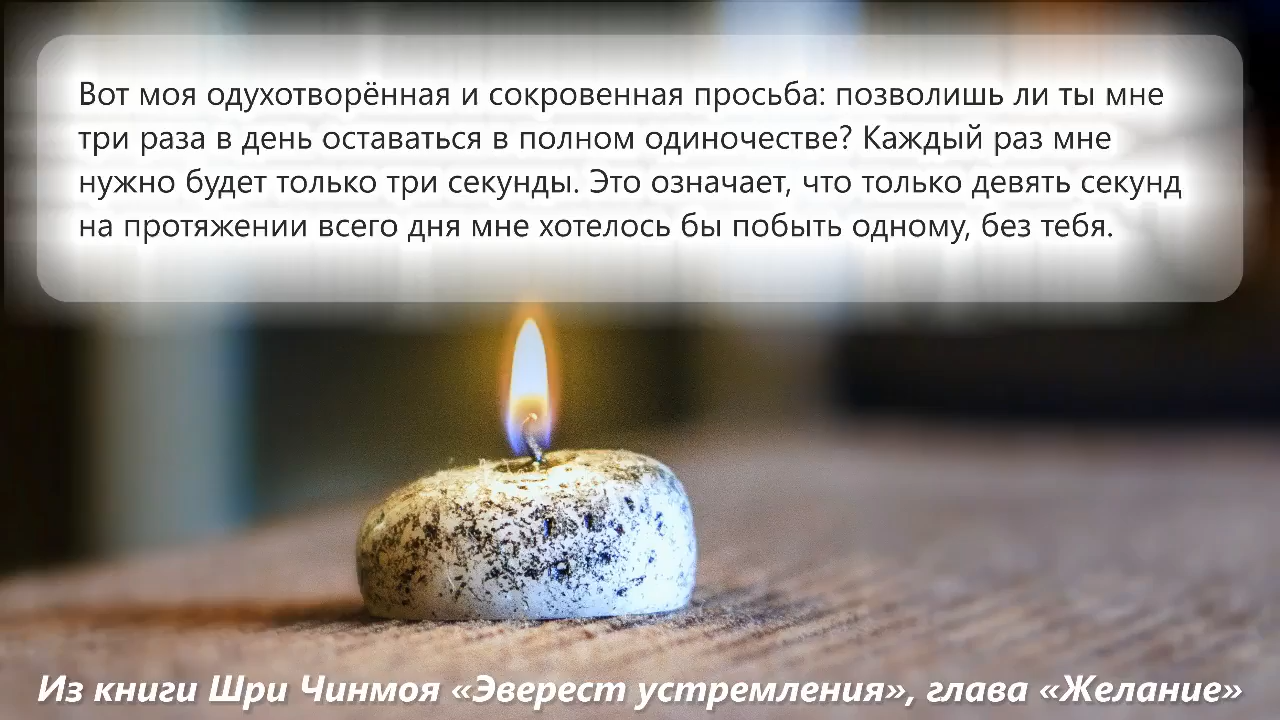 Вот моя одухотворённая и сокровенная просьба: позволишь ли ты мне
три раза в день оставаться в полном одиночестве? Каждый раз мне
нужно будет только три секунды. Это означает, что только девять секунд
на протяжении всего дня мне хотелось бы побыть одному, без тебя.
Из книги Шри Чинмоя «Эверест устремления», глава «Желание»